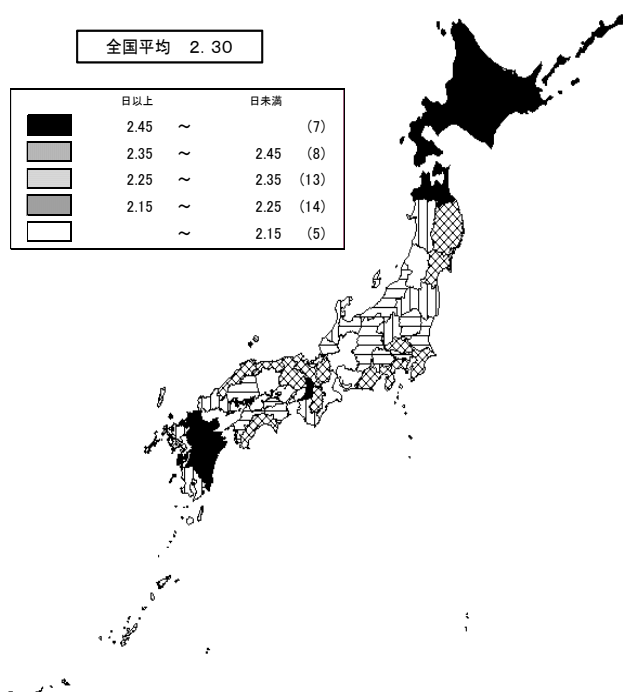 全国平均　２．３０
日以上　日未満
2.45　～　(7)
2.35　～　2.45　(8)
2.25　～　2.35　(13)
2.15　～　2.25　(14)
～　2.15　(5)